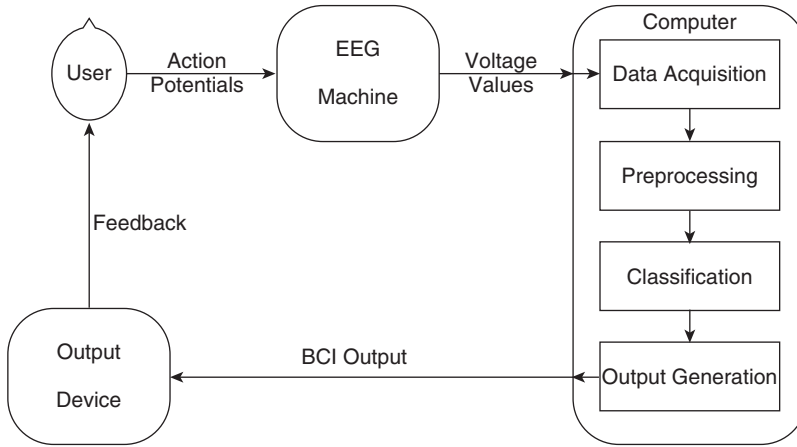 User
Action
Potentials
EEG
Machine
Voltage
Values
Computer
Data Acquisition
Preprocessing
Classification
Output Generation
BCI Output
Output
Device
Feedback